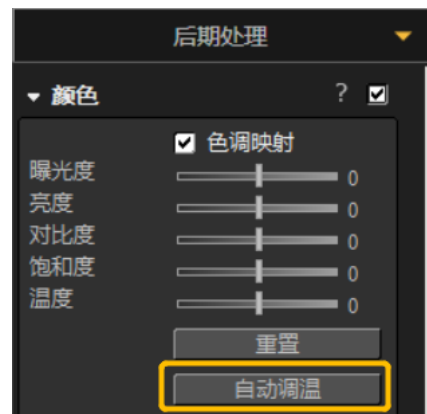 后期处理
颜色 ?
色调映射
曝光度 0
亮度 0
对比度 0
饱和度 0
温度 0
重置
自动调温